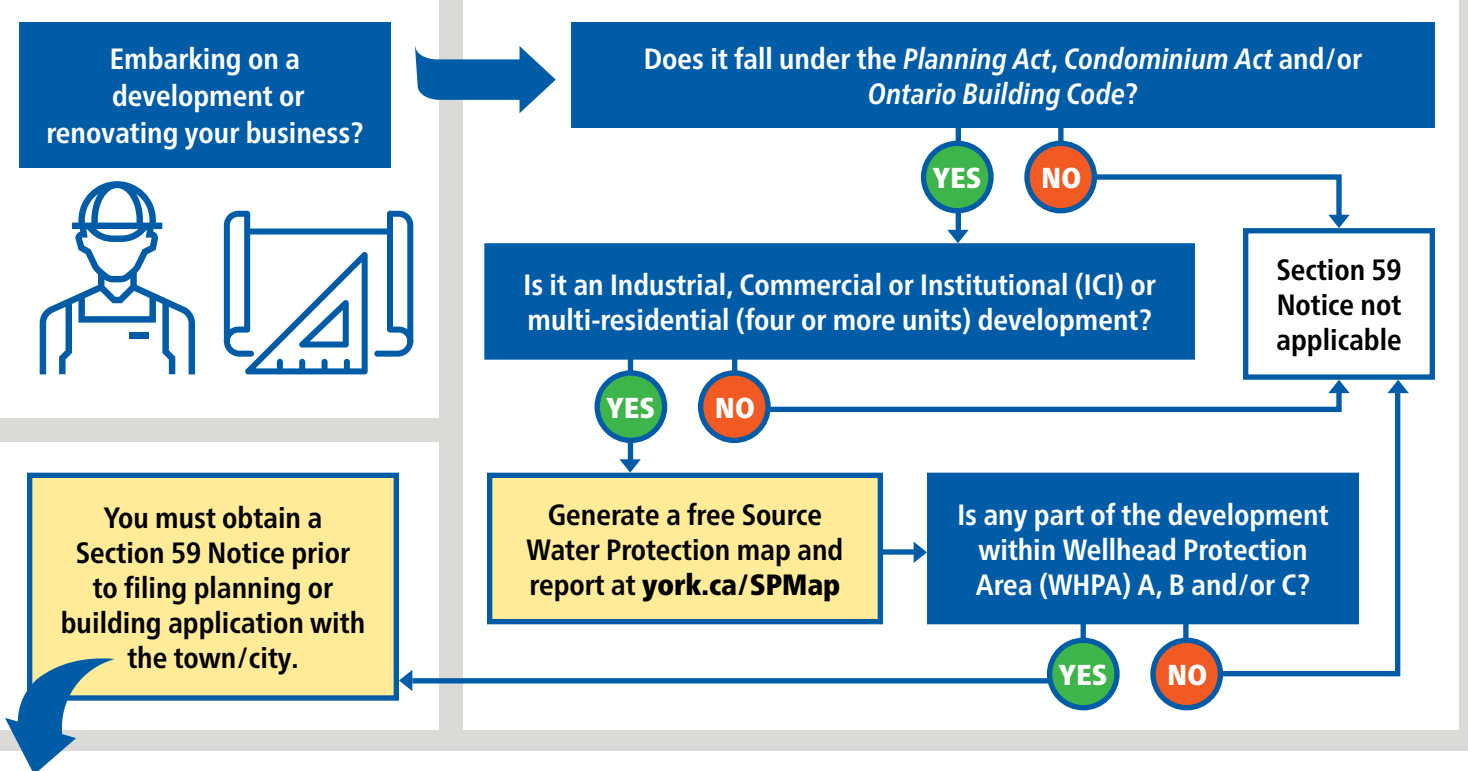 Embarking on a
development or
renovating your business?
Does it fall under the Planning Act, Condominium Act and/or
Ontario Building Code?
YES
NO
Is it an Industrial, Commercial or Institutional (ICI) or
multi-residential (four or more units) development?
Section 59
Notice not
applicable
YES
NO
Generate a free Source
Water Protection map and
report at york.ca/SPMap
Is any part of the development
within Wellhead Protection
Area (WHPA) A, B and/or C?
YES
NO
You must obtain a
Section 59 Notice prior
to filing planning or
building application with
the town/city.